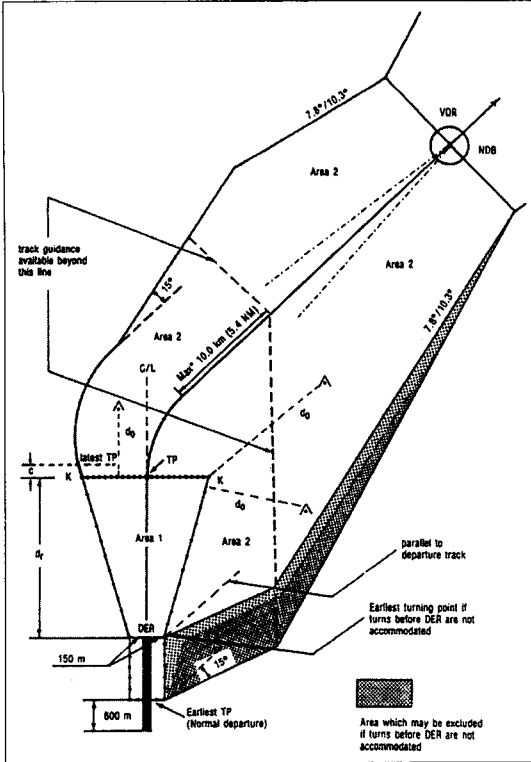 7.8°/10.3°
VOR
NDB
Area 2
Area 2
track guidance
available beyond
this line
15°
Area 2
Max" 10.0 km (5.4 KM)
7.8°/10.3°
C/L
d₀
d₀
latest TP
TP
c
K
K
d₀
Area 1
Area 2
dr
parallel to
departure track
DER
Earliest turning point if
turns before DER are not
accommodated
150 m
15°
600 m
Earliest TP
(Normal departure)
Area which may be excluded
if turns before DER are not
accommodated